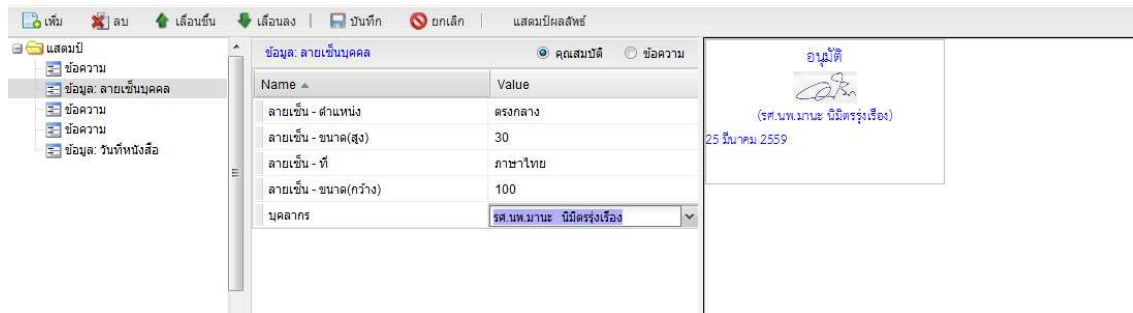 เพิ่ม ลบ เลื่อนขึ้น เลื่อนลง บันทึก ยกเลิก แสตมป์ผลลัพธ์
แสตมป์
ข้อความ
ข้อมูล: ลายเซ็นบุคคล
ข้อความ
ข้อความ
ข้อมูล: วันที่หนังสือ
ข้อมูล: ลายเซ็นบุคคล คุณสมบัติ ข้อความ
Name Value
ลายเซ็น - ตำแหน่ง ตรงกลาง
ลายเซ็น - ขนาด(สูง) 30
ลายเซ็น - ที่ ภาษาไทย
ลายเซ็น - ขนาด(กว้าง) 100
บุคลากร รศ.นพ.มานะ นิมิตรรุ่งเรือง
อนุมัติ
(รศ.นพ.มานะ นิมิตรรุ่งเรือง)
25 มีนาคม 2559